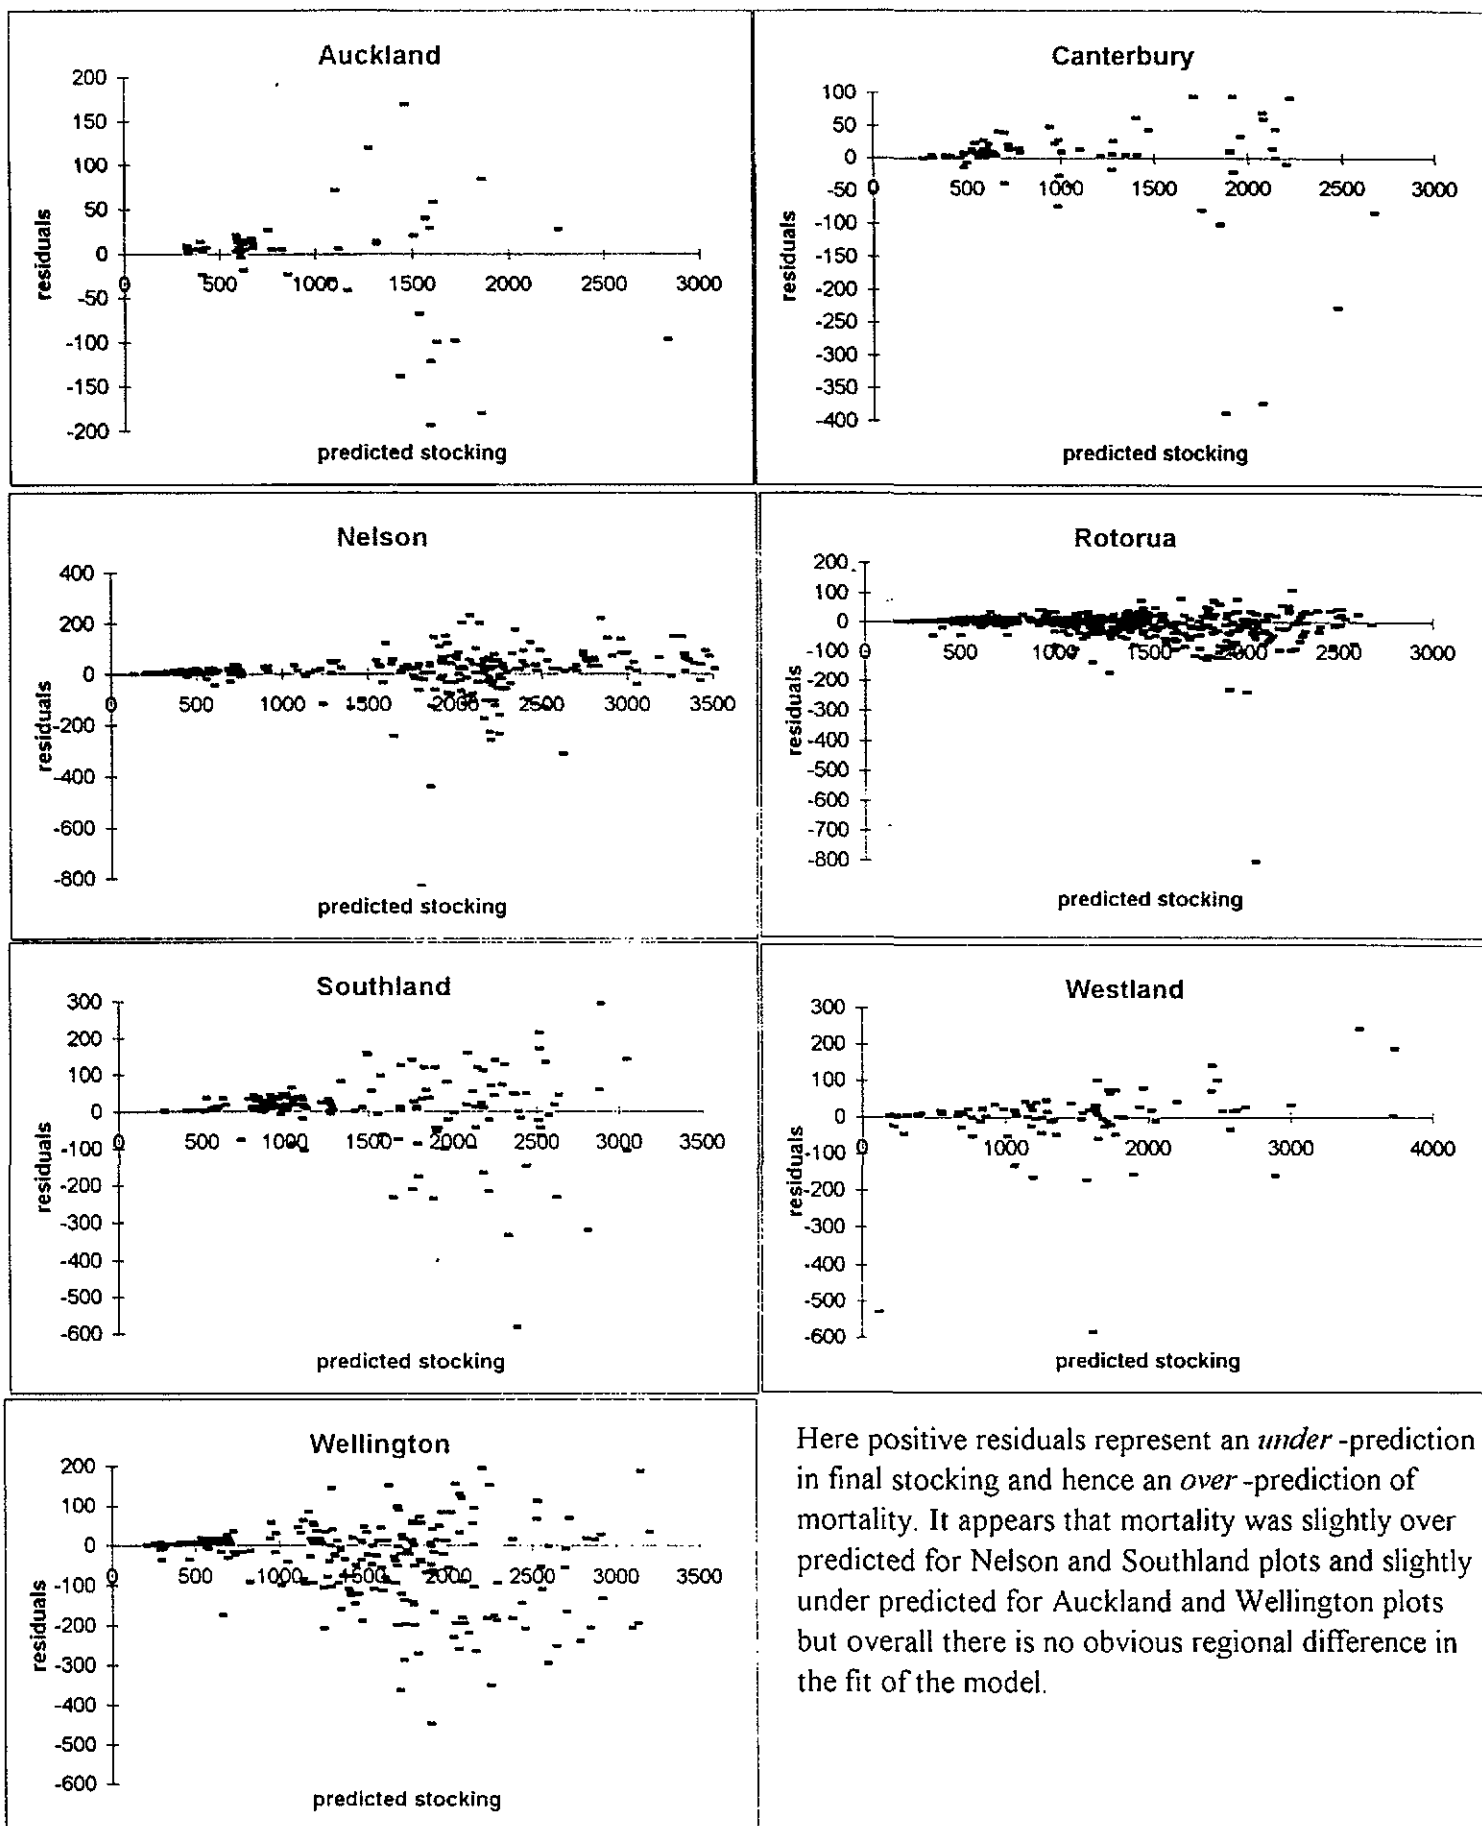 Auckland
200
150
100
50
0
-50
-100
-150
-200
0 500 1000 1500 2000 2500 3000
residuals
predicted stocking
Canterbury
100
50
0
-50
-100
-150
-200
-250
-300
-350
-400
0 500 1000 1500 2000 2500 3000
residuals
predicted stocking
Nelson
400
200
0
-200
-400
-600
-800
0 500 1000 1500 2000 2500 3000 3500
residuals
predicted stocking
Rotorua
200
100
0
-100
-200
-300
-400
-500
-600
-700
-800
0 500 1000 1500 2000 2500 3000
residuals
predicted stocking
Southland
300
200
100
0
-100
-200
-300
-400
-500
-600
0 500 1000 1500 2000 2500 3000 3500
residuals
predicted stocking
Westland
300
200
100
0
-100
-200
-300
-400
-500
-600
0 1000 2000 3000 4000
residuals
predicted stocking
Wellington
200
100
0
-100
-200
-300
-400
-500
-600
0 500 1000 1500 2000 2500 3000 3500
residuals
predicted stocking
Here positive residuals represent an under -prediction
in final stocking and hence an over -prediction of
mortality. It appears that mortality was slightly over
predicted for Nelson and Southland plots and slightly
under predicted for Auckland and Wellington plots
but overall there is no obvious regional difference in
the fit of the model.